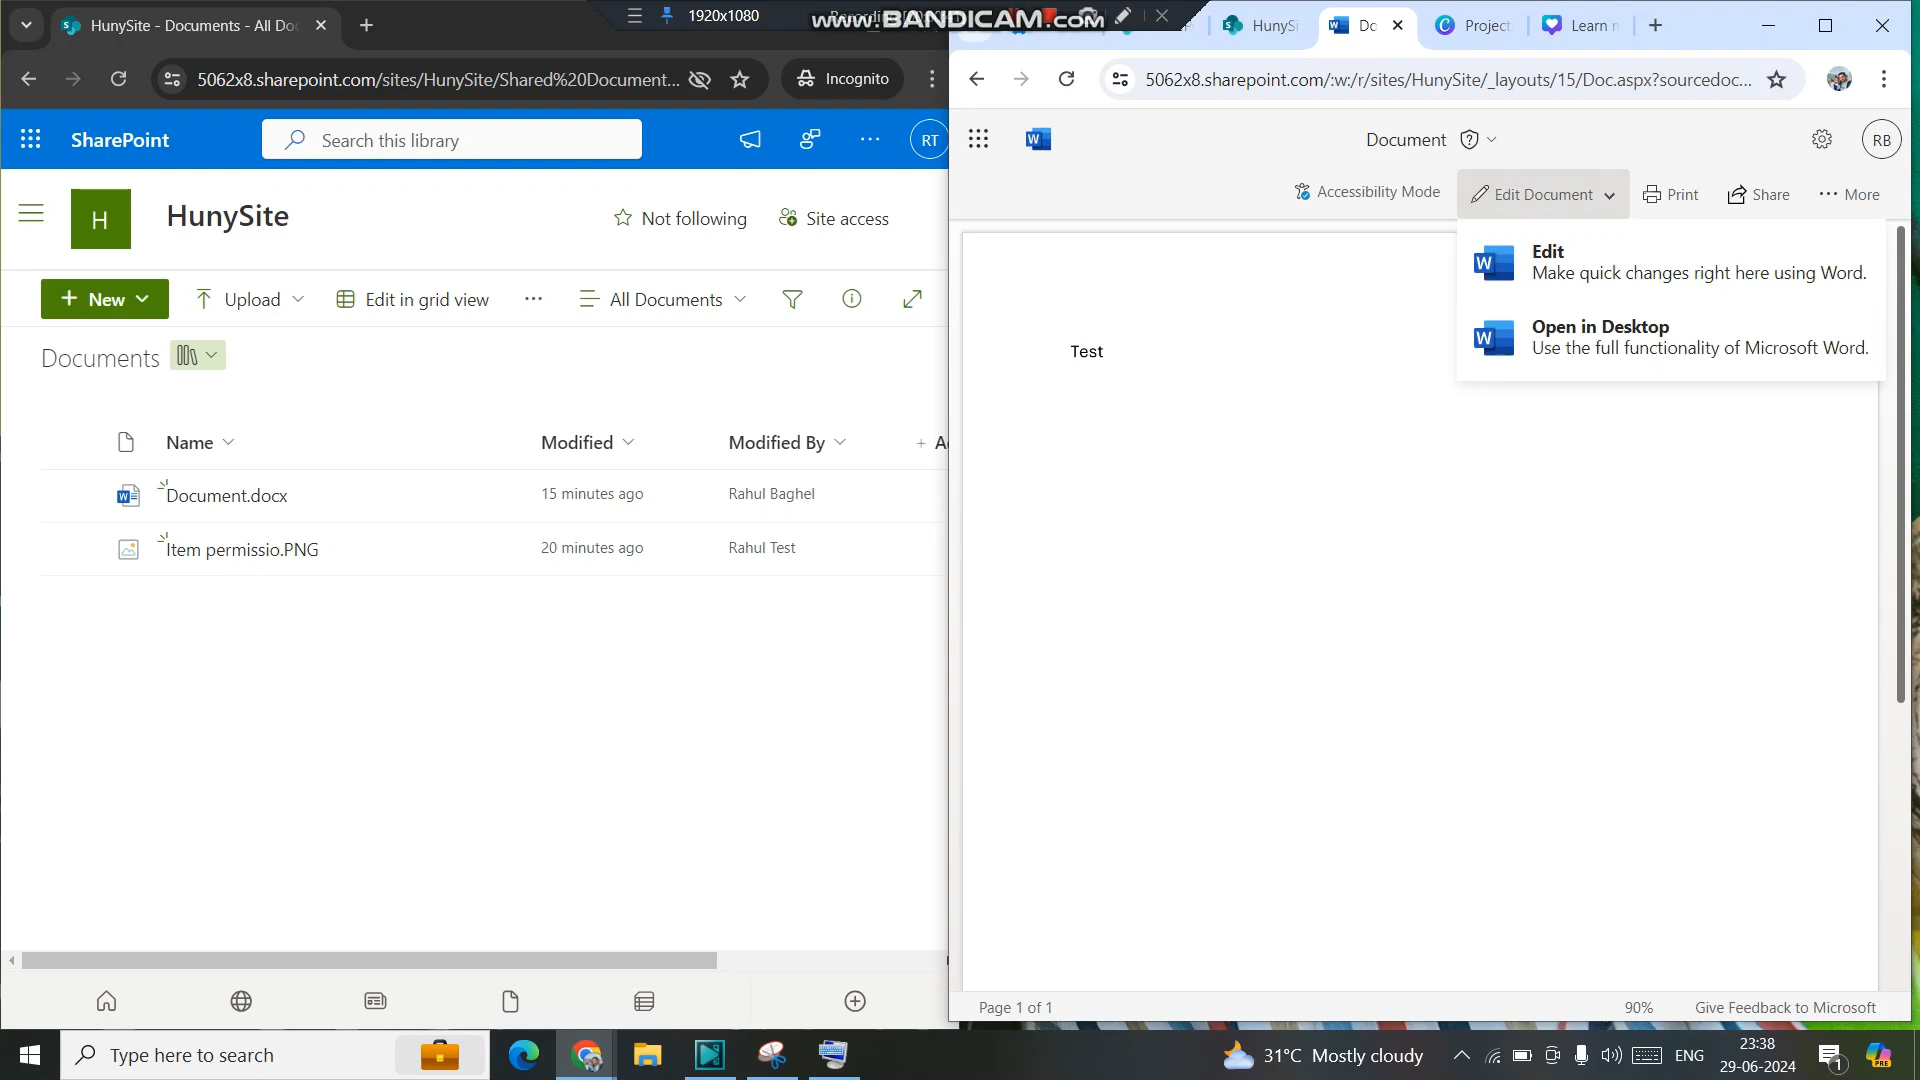 HunySite - Documents - All Do
1920x1080
www.BANDICAM.com
HunySi
Do
Project
Learn n
5062x8.sharepoint.com/sites/HunySite/Shared%20Document...
Incognito
5062x8.sharepoint.com/:w:/r/sites/HunySite/_layouts/15/Doc.aspx?sourcedoc...
SharePoint
Search this library
RT
W
Document
RB
Accessibility Mode
Edit Document
Print
Share
More
H
HunySite
Not following
Site access
Edit
Make quick changes right here using Word.
Open in Desktop
Use the full functionality of Microsoft Word.
New
Upload
Edit in grid view
All Documents
Documents
Test
Name
Modified
Modified By
Document.docx
15 minutes ago
Rahul Baghel
Item permissio.PNG
20 minutes ago
Rahul Test
Page 1 of 1
90%
Give Feedback to Microsoft
Type here to search
31°C Mostly cloudy
ENG
23:38
29-06-2024
1
PRE